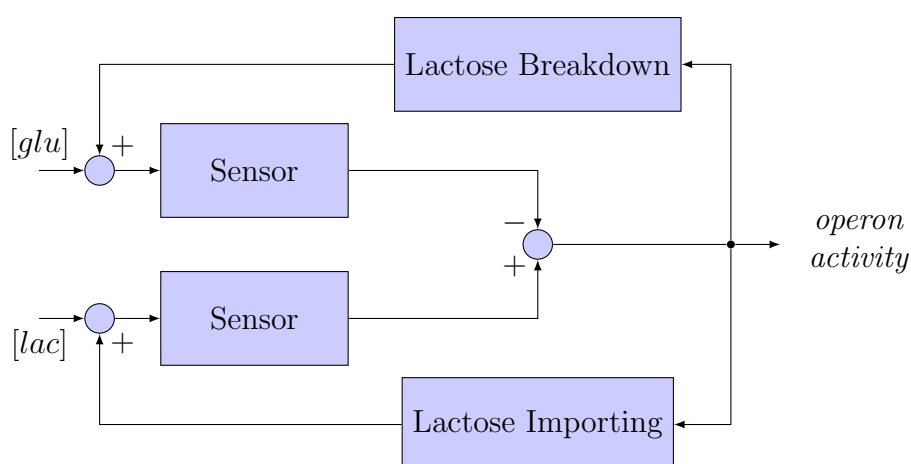 Lactose Breakdown
[glu]
+
Sensor
−
operon
activity
+
Sensor
[lac]
+
Lactose Importing